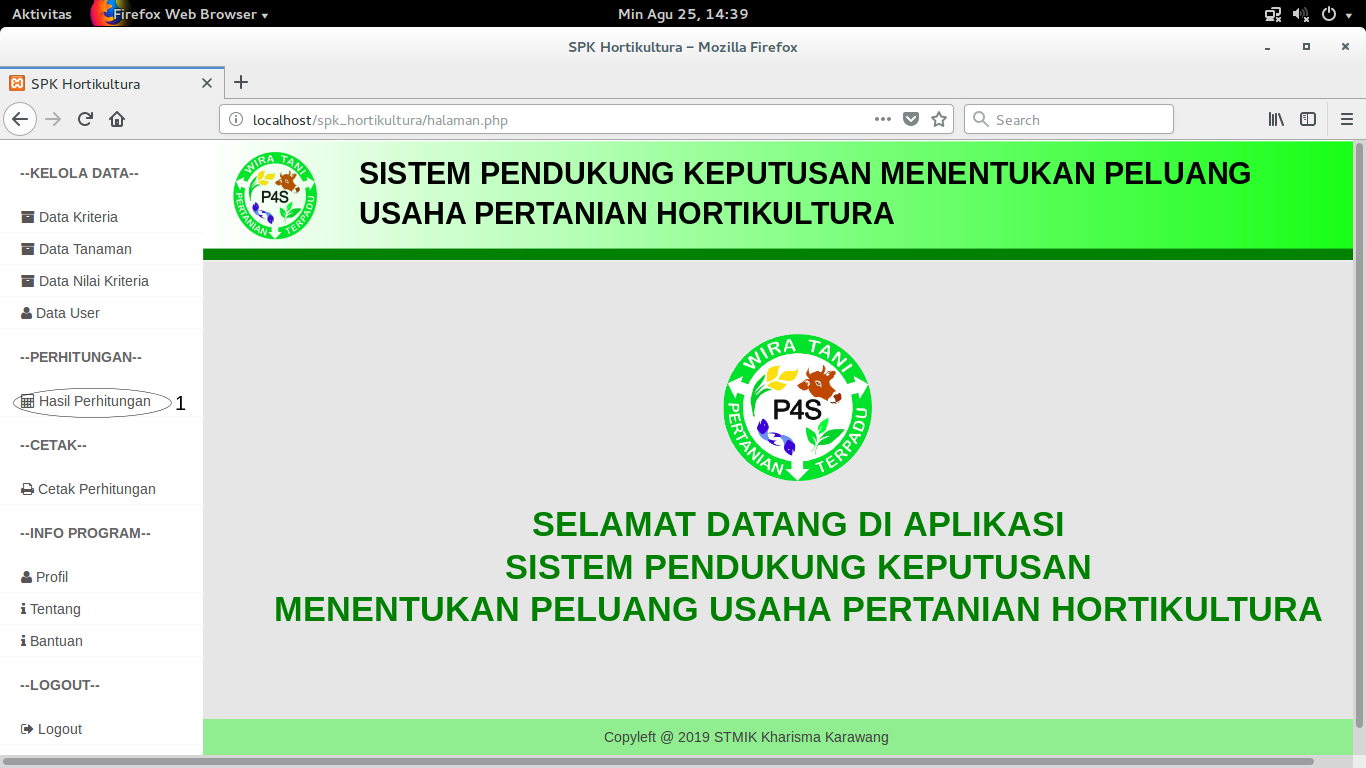 Aktivitas Firefox Web Browser Min Agu 25, 14:39
SPK Hortikultura – Mozilla Firefox
SPK Hortikultura
localhost/spk_hortikultura/halaman.php Search
--KELOLA DATA--
Data Kriteria
Data Tanaman
Data Nilai Kriteria
Data User
--PERHITUNGAN--
Hasil Perhitungan 1
--CETAK--
Cetak Perhitungan
--INFO PROGRAM--
Profil
Tentang
Bantuan
--LOGOUT--
Logout
WIRA TANI
P4S
PERTANIAN TERPADU
SISTEM PENDUKUNG KEPUTUSAN MENENTUKAN PELUANG
USAHA PERTANIAN HORTIKULTURA
WIRA TANI
P4S
PERTANIAN TERPADU
SELAMAT DATANG DI APLIKASI
SISTEM PENDUKUNG KEPUTUSAN
MENENTUKAN PELUANG USAHA PERTANIAN HORTIKULTURA
Copyleft @ 2019 STMIK Kharisma Karawang